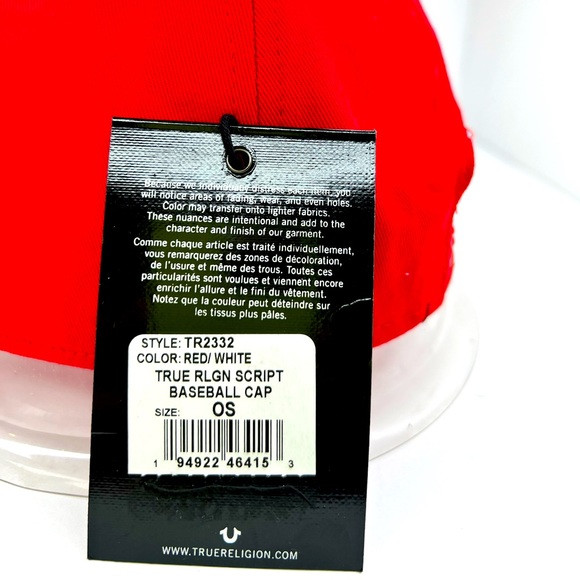 Because we individually distress each item, you
will notice areas of fading, wear, and even holes.
Color may transfer onto lighter fabrics.
These nuances are intentional and add to the
character and finish of our garment.
Comme chaque article est traité individuellement,
vous remarquerez des zones de décoloration,
de l'usure et même des trous. Toutes ces
particularités sont voulues et viennent encore
enrichir l'allure et le fini du vêtement.
Notez que la couleur peut déteindre sur
les tissus plus pâles.
STYLE: TR2332
COLOR: RED/ WHITE
TRUE RLGN SCRIPT
BASEBALL CAP
SIZE: OS
1 94922 46415 3
WWW.TRUERELIGION.COM